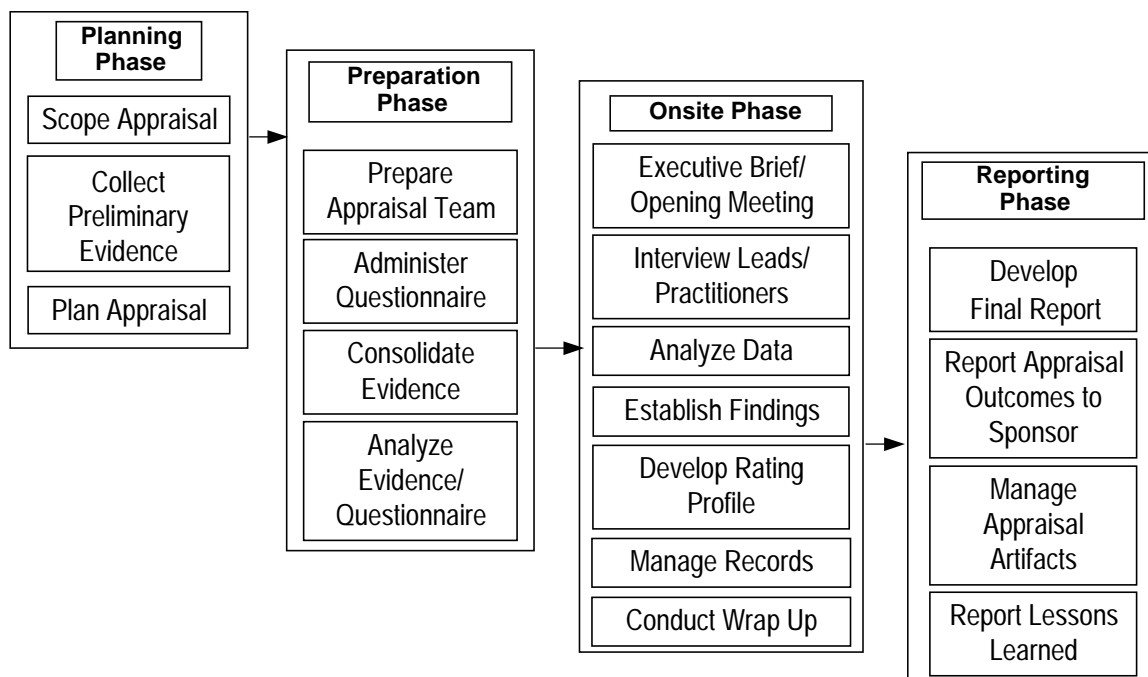 Planning
Phase
Scope Appraisal
Collect
Preliminary
Evidence
Plan Appraisal
Preparation
Phase
Prepare
Appraisal Team
Administer
Questionnaire
Consolidate
Evidence
Analyze
Evidence/
Questionnaire
Onsite Phase
Executive Brief/
Opening Meeting
Interview Leads/
Practitioners
Analyze Data
Establish Findings
Develop Rating
Profile
Manage Records
Conduct Wrap Up
Reporting
Phase
Develop
Final Report
Report Appraisal
Outcomes to
Sponsor
Manage
Appraisal
Artifacts
Report Lessons
Learned